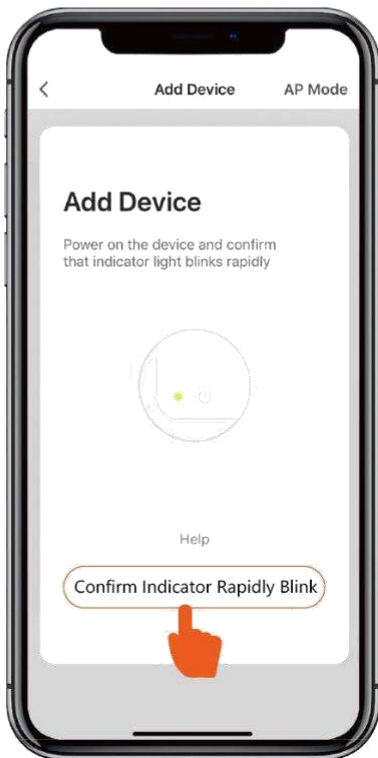 Add Device
AP Mode
Add Device
Power on the device and confirm
that indicator light blinks rapidly
Help
Confirm Indicator Rapidly Blink